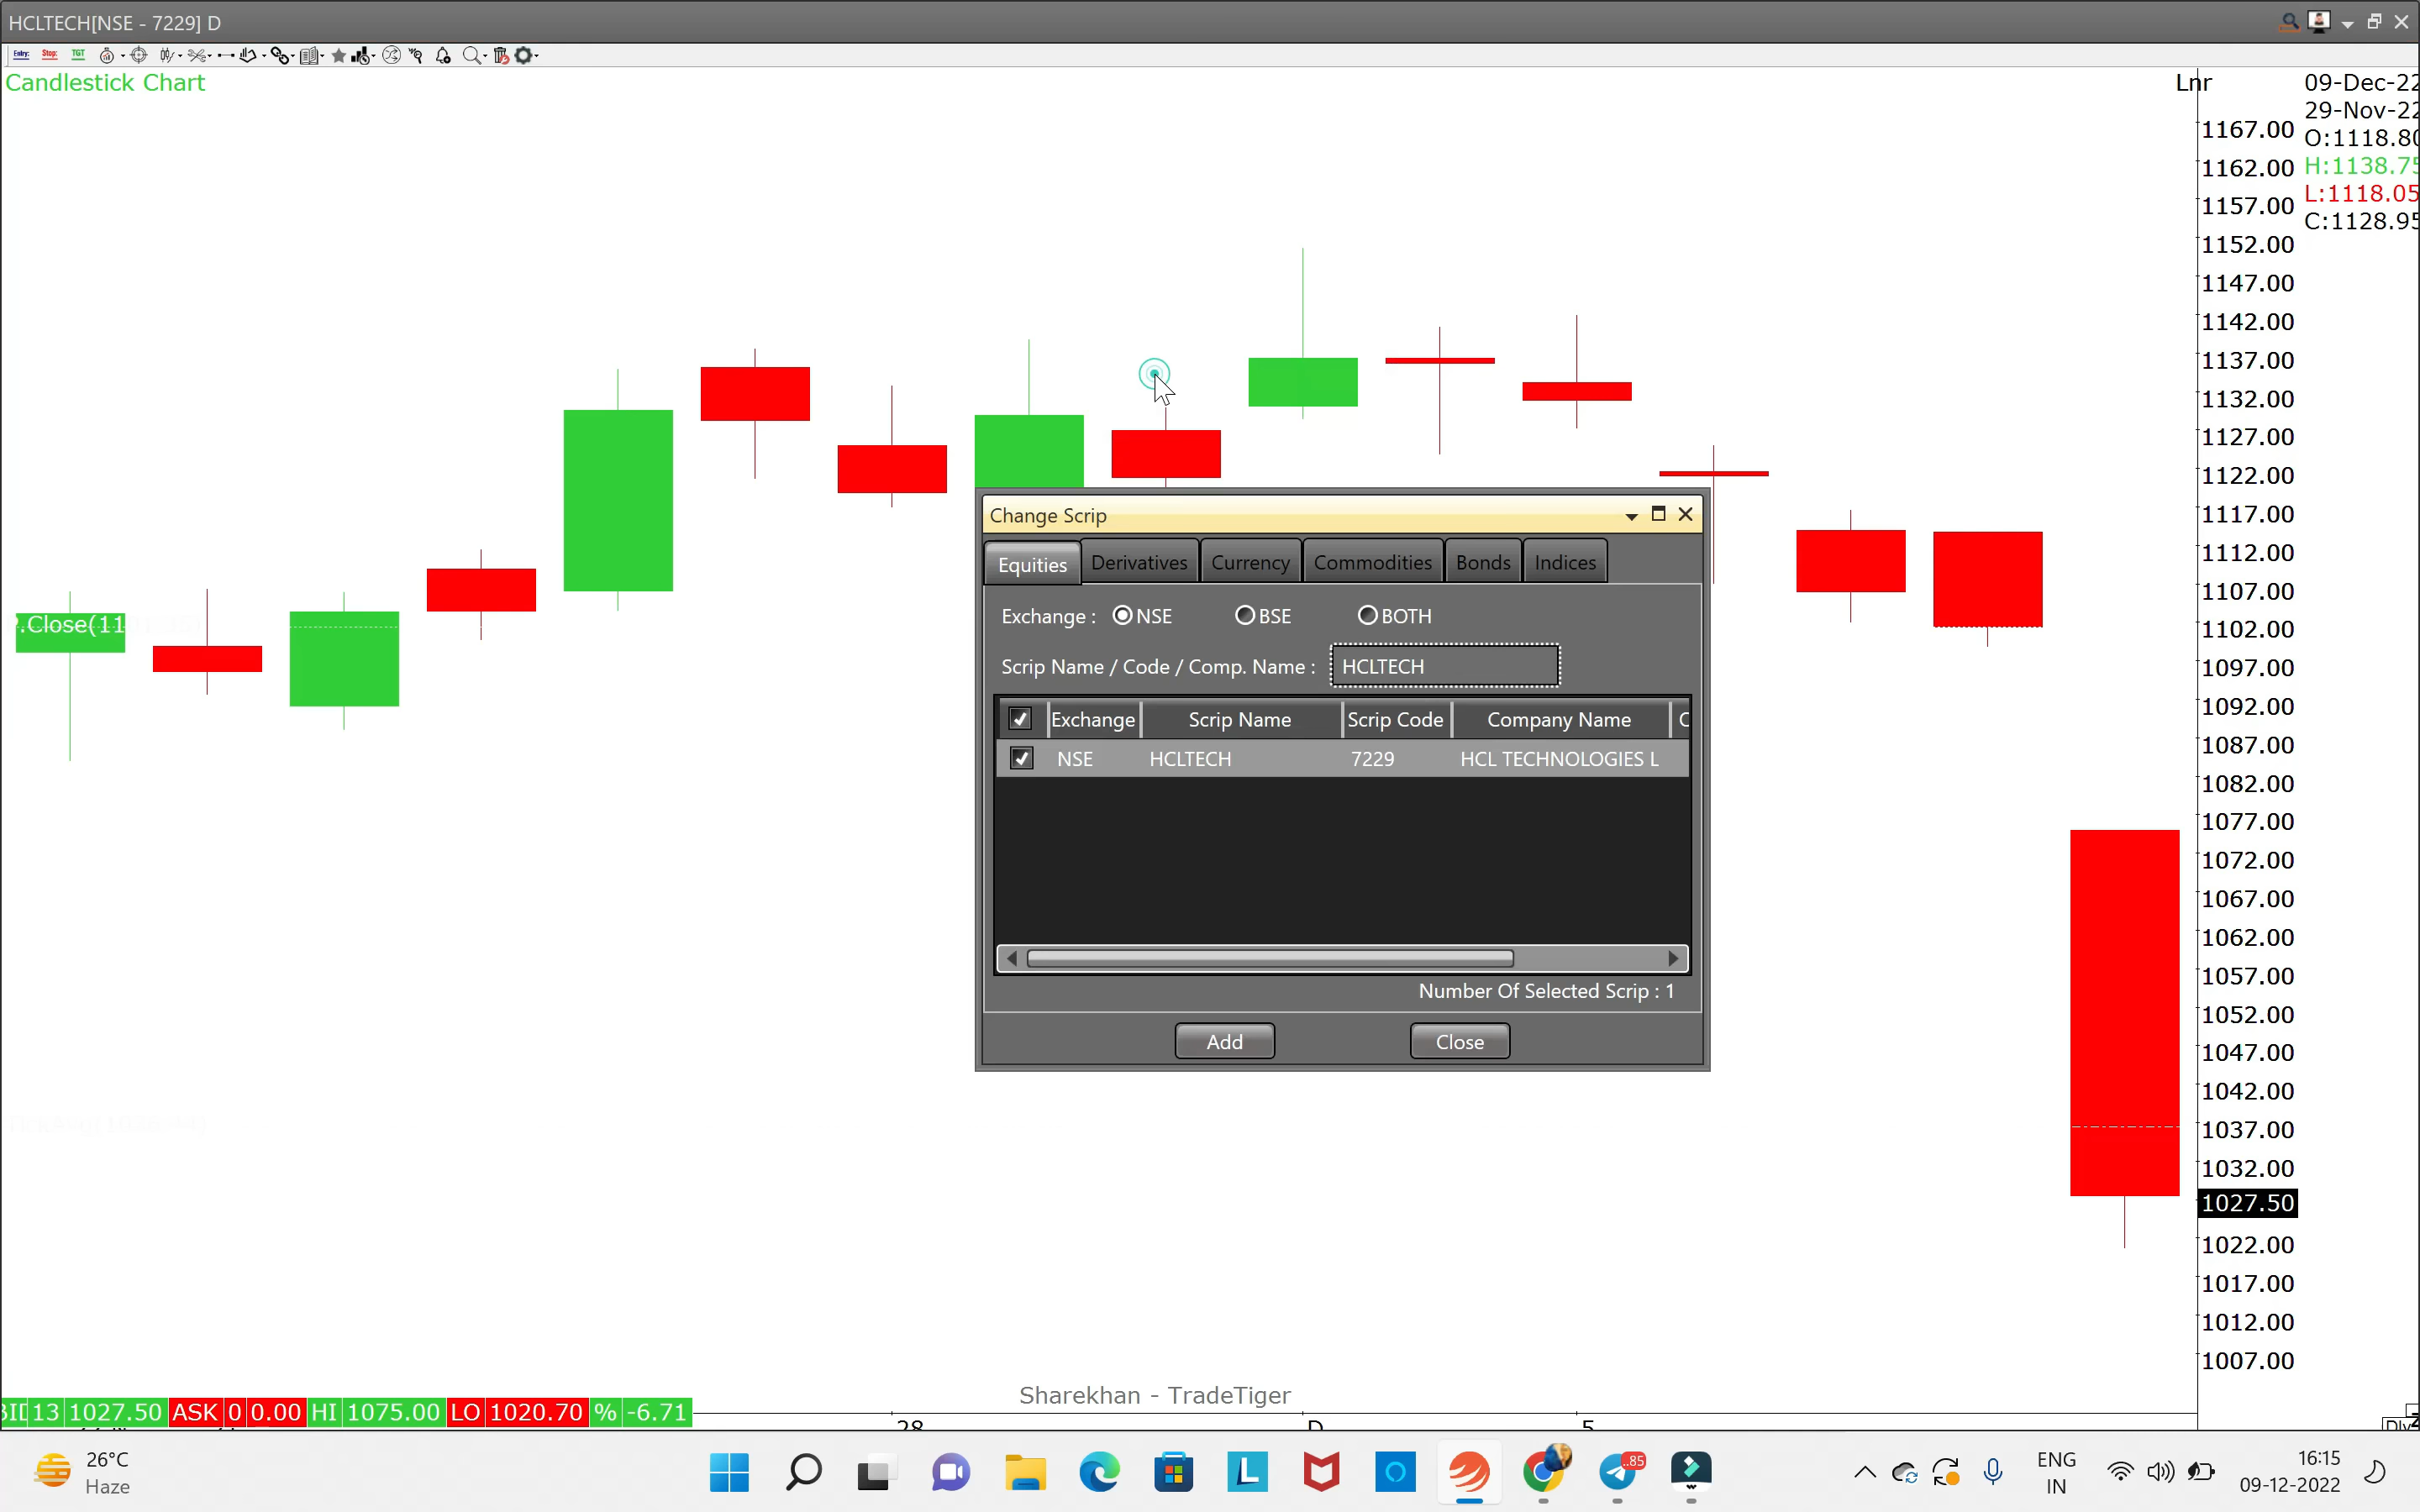 HCLTECH[NSE - 7229] D
Entry: Stop: TGT
Candlestick Chart
Lnr
09-Dec-22
29-Nov-22
O:1118.80
H:1138.75
L:1118.05
C:1128.95
1167.00
1162.00
1157.00
1152.00
1147.00
1142.00
1137.00
1132.00
1127.00
1122.00
1117.00
1112.00
1107.00
1102.00
1097.00
1092.00
1087.00
1082.00
1077.00
1072.00
1067.00
1062.00
1057.00
1052.00
1047.00
1042.00
1037.00
1032.00
1027.50
1022.00
1017.00
1012.00
1007.00
Change Scrip
Equities Derivatives Currency Commodities Bonds Indices
Exchange : NSE BSE BOTH
Scrip Name / Code / Comp. Name : HCLTECH
Exchange Scrip Name Scrip Code Company Name C
NSE HCLTECH 7229 HCL TECHNOLOGIES L
Number Of Selected Scrip : 1
Add Close
Sharekhan - TradeTiger
BID 13 1027.50 ASK 0 0.00 HI 1075.00 LO 1020.70 % -6.71
28 D 5
26°C
Haze
..85
ENG
IN
16:15
09-12-2022